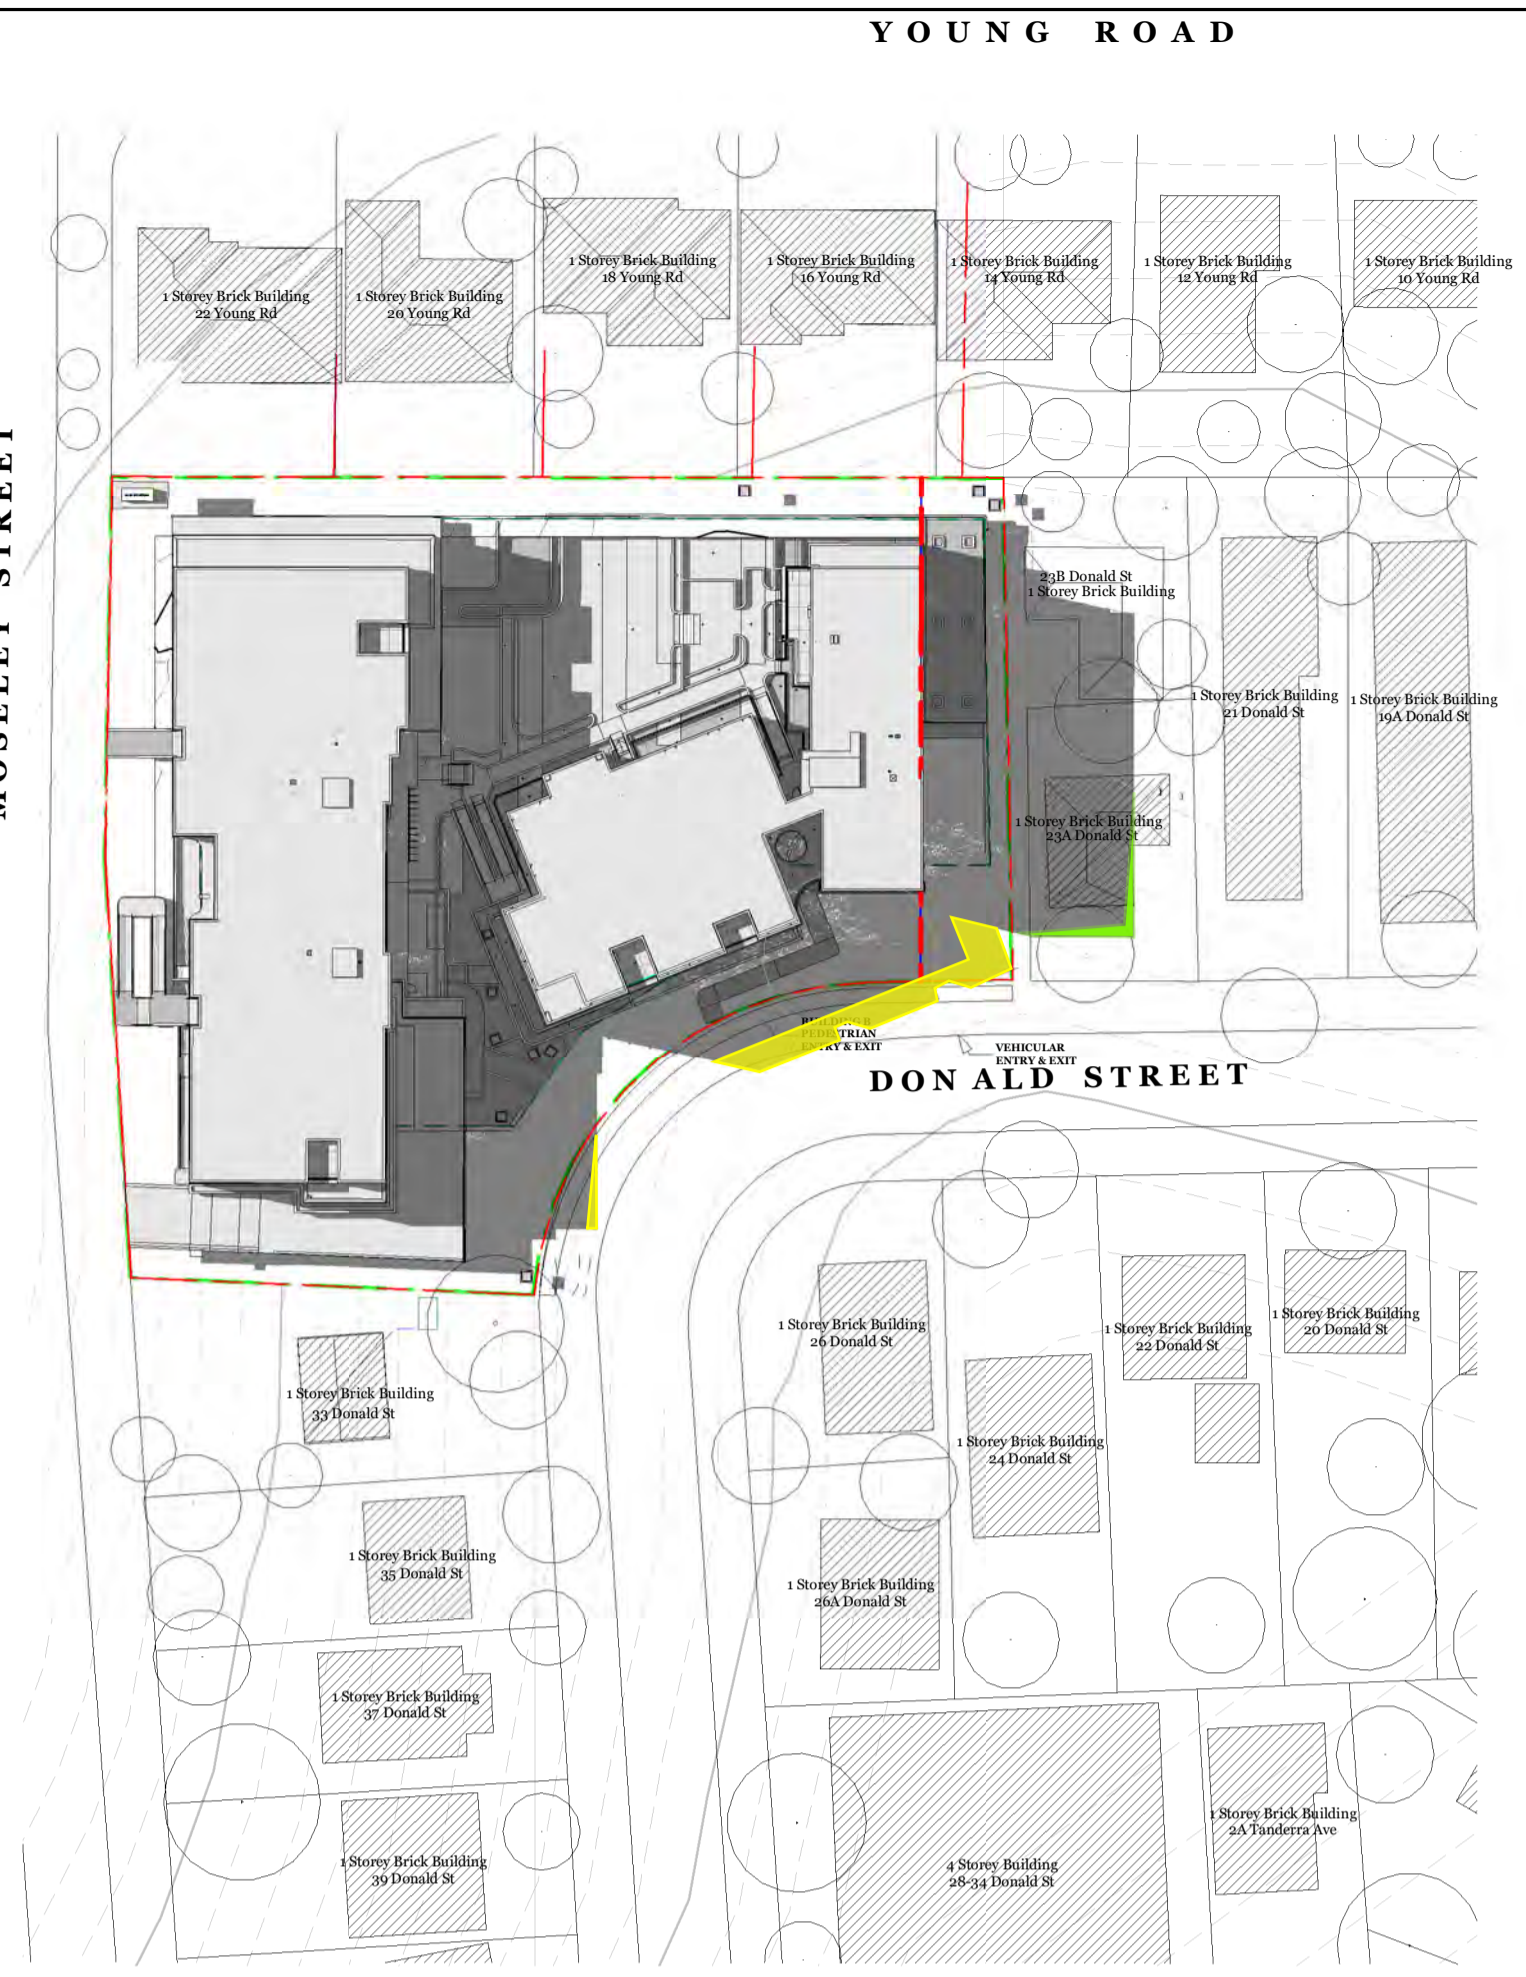 YOUNG ROAD
MOSELEY STREET
1 Storey Brick Building
22 Young Rd
1 Storey Brick Building
20 Young Rd
1 Storey Brick Building
18 Young Rd
1 Storey Brick Building
16 Young Rd
1 Storey Brick Building
14 Young Rd
1 Storey Brick Building
12 Young Rd
1 Storey Brick Building
10 Young Rd
23B Donald St
1 Storey Brick Building
1 Storey Brick Building
21 Donald St
1 Storey Brick Building
19A Donald St
1 Storey Brick Building
23A Donald St
BUILDING B
PEDESTRIAN
ENTRY & EXIT
VEHICULAR
ENTRY & EXIT
DONALD STREET
1 Storey Brick Building
26 Donald St
1 Storey Brick Building
22 Donald St
1 Storey Brick Building
20 Donald St
1 Storey Brick Building
33 Donald St
1 Storey Brick Building
24 Donald St
1 Storey Brick Building
35 Donald St
1 Storey Brick Building
26A Donald St
1 Storey Brick Building
37 Donald St
1 Storey Brick Building
39 Donald St
4 Storey Building
28-34 Donald St
1 Storey Brick Building
2A Tanderra Ave